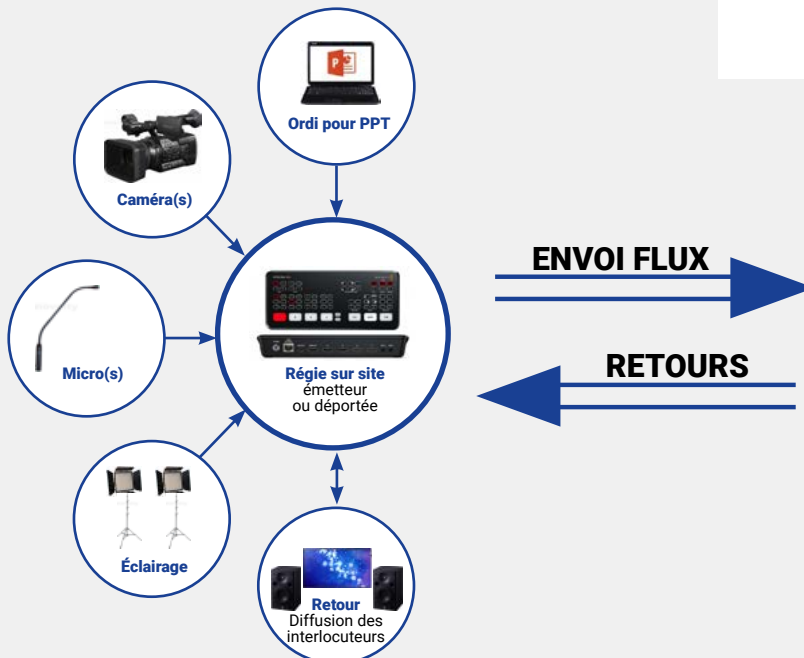 Ordi pour PPT
Caméra(s)
ENVOI FLUX
Micro(s)
Régie sur site
émetteur
ou déportée
RETOURS
Éclairage
Retour
Diffusion des
interlocuteurs